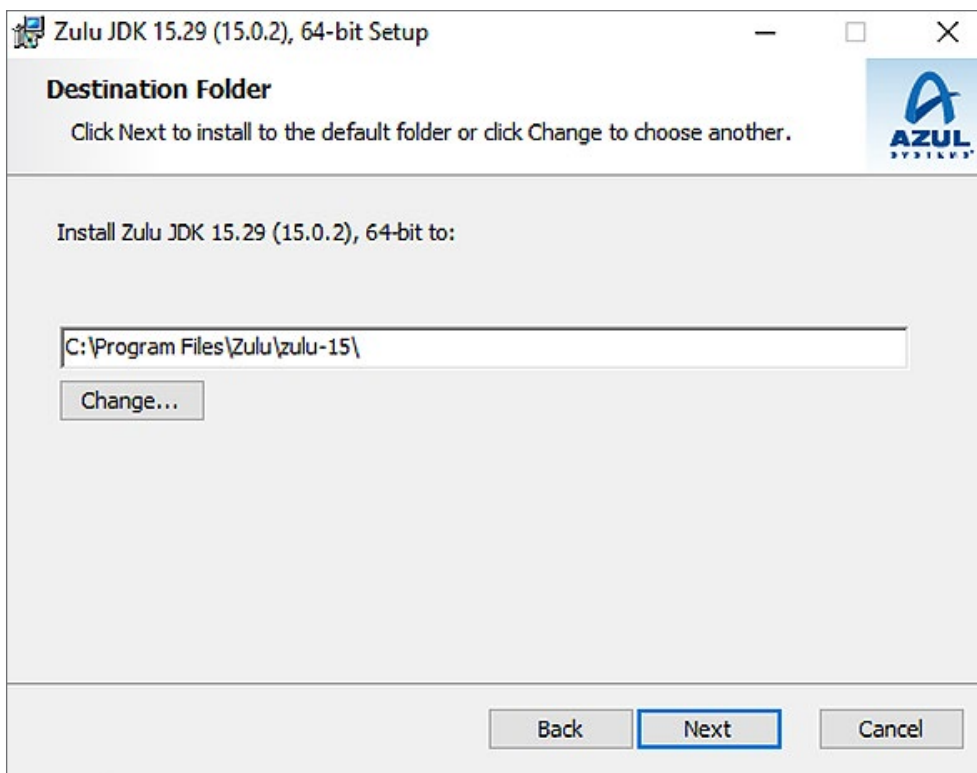 Zulu JDK 15.29 (15.0.2), 64-bit Setup
Destination Folder
Click Next to install to the default folder or click Change to choose another.
AZUL
SYSTEMS
Install Zulu JDK 15.29 (15.0.2), 64-bit to:
C:\Program Files\Zulu\zulu-15\
Change...
Back
Next
Cancel